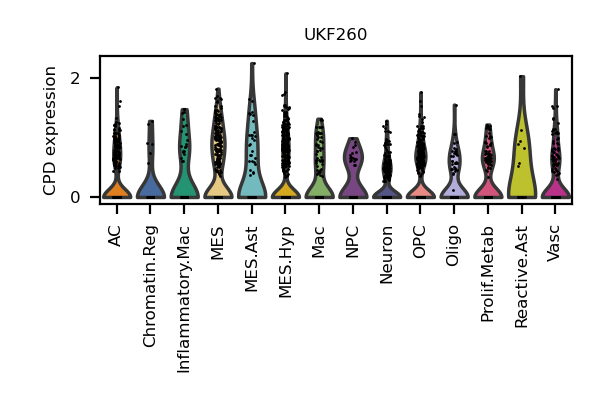 UKF260
CPD expression
2
0
AC
Chromatin.Reg
Inflammatory.Mac
MES
MES.Ast
MES.Hyp
Mac
NPC
Neuron
OPC
Oligo
Prolif.Metab
Reactive.Ast
Vasc